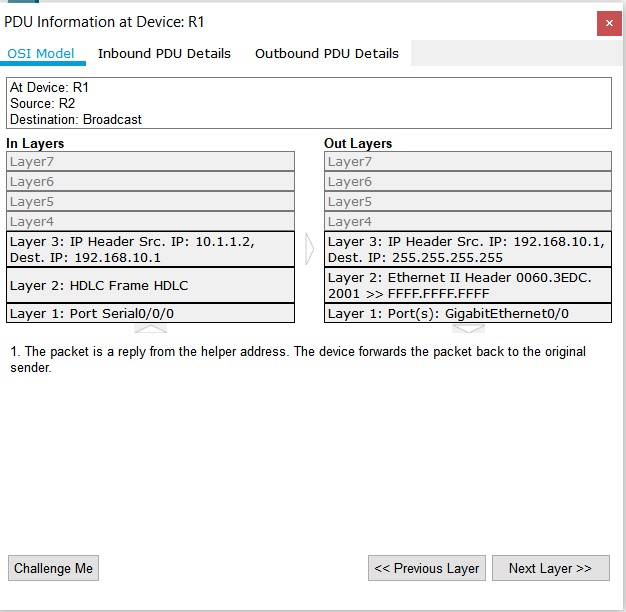 PDU Information at Device: R1
×
OSI Model Inbound PDU Details Outbound PDU Details
At Device: R1
Source: R2
Destination: Broadcast
In Layers
Layer7
Layer6
Layer5
Layer4
Layer 3: IP Header Src. IP: 10.1.1.2,
Dest. IP: 192.168.10.1
Layer 2: HDLC Frame HDLC
Layer 1: Port Serial0/0/0
Out Layers
Layer7
Layer6
Layer5
Layer4
Layer 3: IP Header Src. IP: 192.168.10.1,
Dest. IP: 255.255.255.255
Layer 2: Ethernet II Header 0060.3EDC.
2001 >> FFFF.FFFF.FFFF
Layer 1: Port(s): GigabitEthernet0/0
1. The packet is a reply from the helper address. The device forwards the packet back to the original
sender.
Challenge Me << Previous Layer Next Layer >>